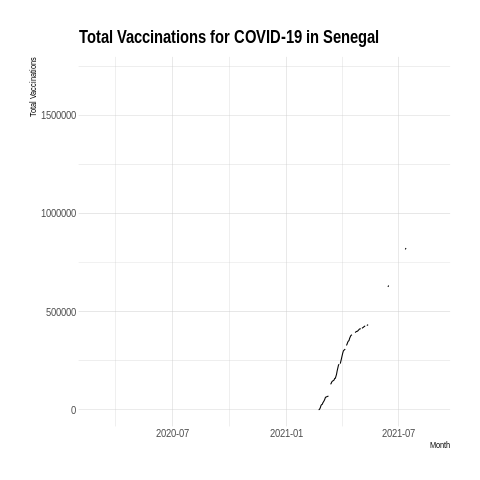 Total Vaccinations for COVID-19 in Senegal
Total Vaccinations
1500000
1000000
500000
0
2020-07 2021-01 2021-07
Month